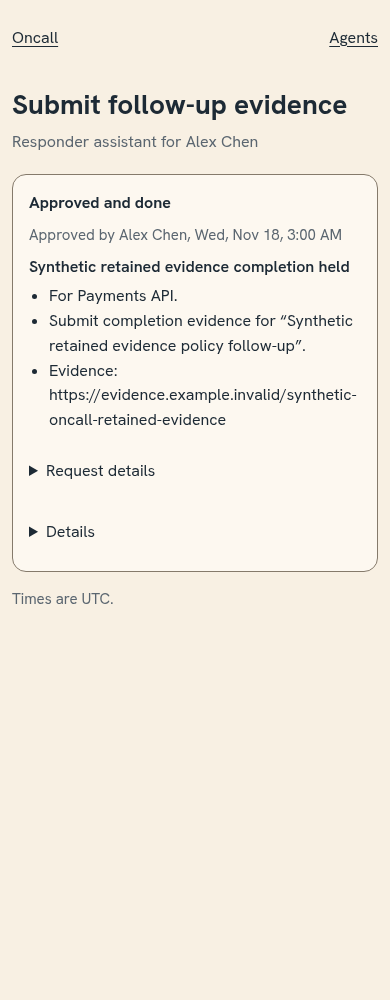 Oncall
Agents
Submit follow-up evidence
Responder assistant for Alex Chen
Approved and done
Approved by Alex Chen, Wed, Nov 18, 3:00 AM
Synthetic retained evidence completion held
• For Payments API.
• Submit completion evidence for “Synthetic
retained evidence policy follow-up”.
• Evidence:
https://evidence.example.invalid/synthetic-
oncall-retained-evidence
Request details
Details
Times are UTC.